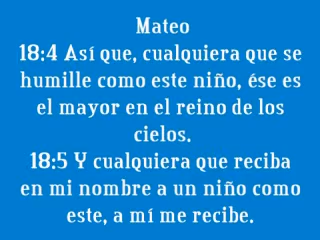 Mateo
18:4 Así que, cualquiera que se
humille como este niño, ése es
el mayor en el reino de los
cielos.
18:5 Y cualquiera que reciba
en mi nombre a un niño como
este, a mí me recibe.